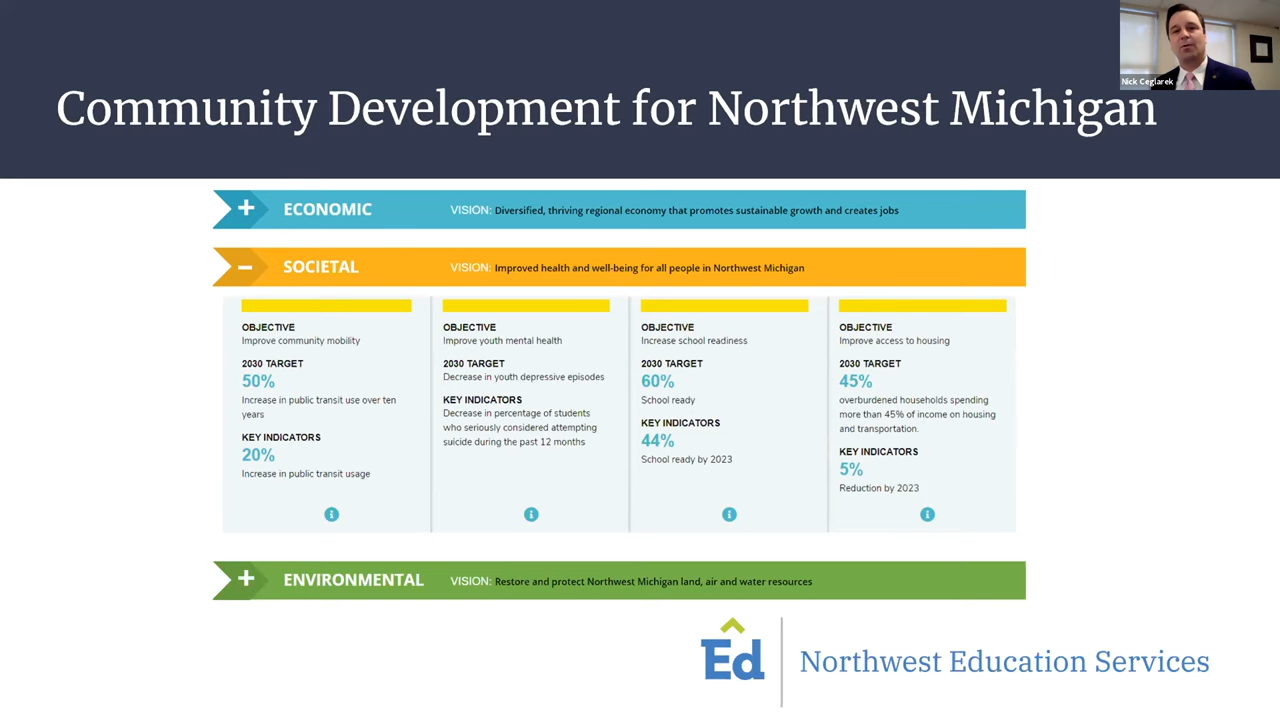 Nick Ceglarek
Community Development for Northwest Michigan
+ ECONOMIC VISION: Diversified, thriving regional economy that promotes sustainable growth and creates jobs
– SOCIETAL VISION: Improved health and well-being for all people in Northwest Michigan
OBJECTIVE
Improve community mobility
2030 TARGET
50%
Increase in public transit use over ten
years
KEY INDICATORS
20%
Increase in public transit usage
i
OBJECTIVE
Improve youth mental health
2030 TARGET
Decrease in youth depressive episodes
KEY INDICATORS
Decrease in percentage of students
who seriously considered attempting
suicide during the past 12 months
i
OBJECTIVE
Increase school readiness
2030 TARGET
60%
School ready
KEY INDICATORS
44%
School ready by 2023
i
OBJECTIVE
Improve access to housing
2030 TARGET
45%
overburdened households spending
more than 45% of income on housing
and transportation.
KEY INDICATORS
5%
Reduction by 2023
i
+ ENVIRONMENTAL VISION: Restore and protect Northwest Michigan land, air and water resources
Ed Northwest Education Services